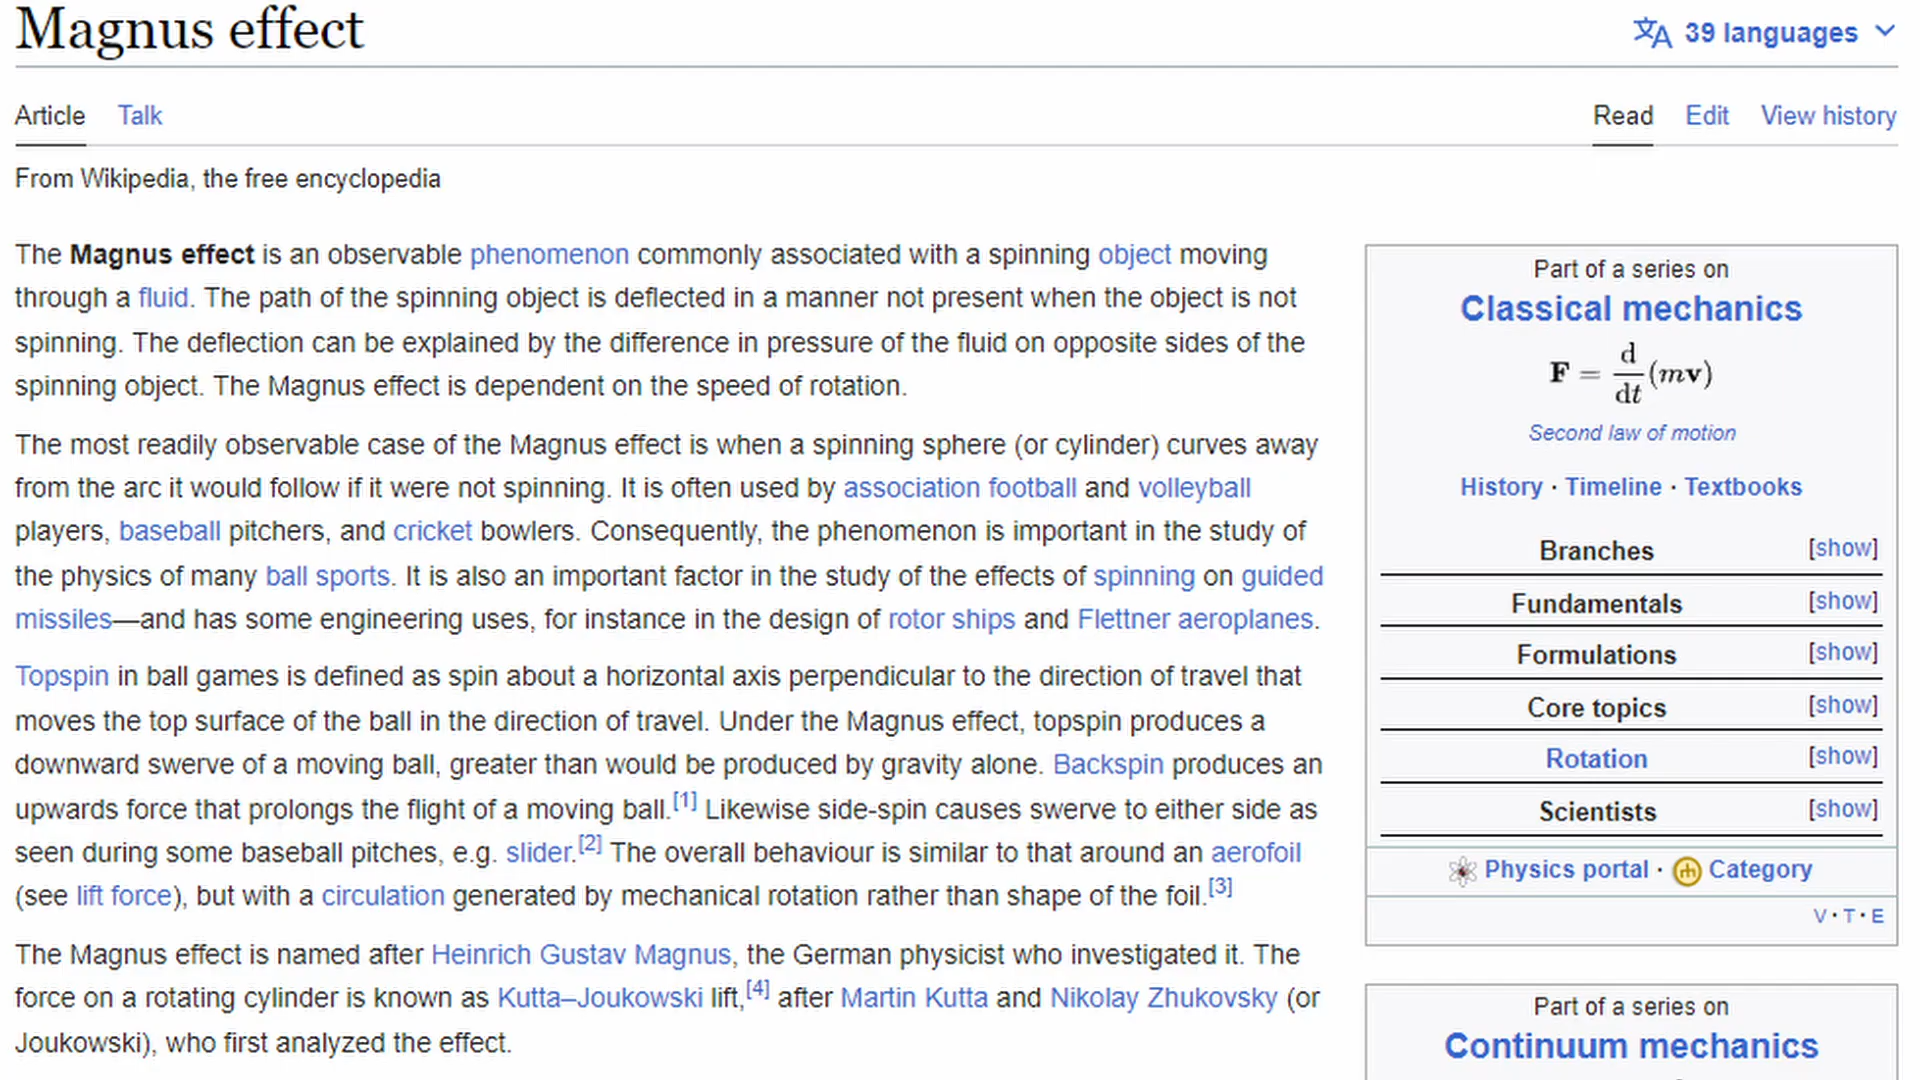 Magnus effect
39 languages
Article Talk
Read Edit View history
From Wikipedia, the free encyclopedia
The Magnus effect is an observable phenomenon commonly associated with a spinning object moving
through a fluid. The path of the spinning object is deflected in a manner not present when the object is not
spinning. The deflection can be explained by the difference in pressure of the fluid on opposite sides of the
spinning object. The Magnus effect is dependent on the speed of rotation.
The most readily observable case of the Magnus effect is when a spinning sphere (or cylinder) curves away
from the arc it would follow if it were not spinning. It is often used by association football and volleyball
players, baseball pitchers, and cricket bowlers. Consequently, the phenomenon is important in the study of
the physics of many ball sports. It is also an important factor in the study of the effects of spinning on guided
missiles—and has some engineering uses, for instance in the design of rotor ships and Flettner aeroplanes.
Topspin in ball games is defined as spin about a horizontal axis perpendicular to the direction of travel that
moves the top surface of the ball in the direction of travel. Under the Magnus effect, topspin produces a
downward swerve of a moving ball, greater than would be produced by gravity alone. Backspin produces an
upwards force that prolongs the flight of a moving ball.[1] Likewise side-spin causes swerve to either side as
seen during some baseball pitches, e.g. slider.[2] The overall behaviour is similar to that around an aerofoil
(see lift force), but with a circulation generated by mechanical rotation rather than shape of the foil.[3]
The Magnus effect is named after Heinrich Gustav Magnus, the German physicist who investigated it. The
force on a rotating cylinder is known as Kutta–Joukowski lift,[4] after Martin Kutta and Nikolay Zhukovsky (or
Joukowski), who first analyzed the effect.
Part of a series on
Classical mechanics
F = d/dt (mv)
Second law of motion
History · Timeline · Textbooks
Branches [show]
Fundamentals [show]
Formulations [show]
Core topics [show]
Rotation [show]
Scientists [show]
Physics portal · Category
V · T · E
Part of a series on
Continuum mechanics